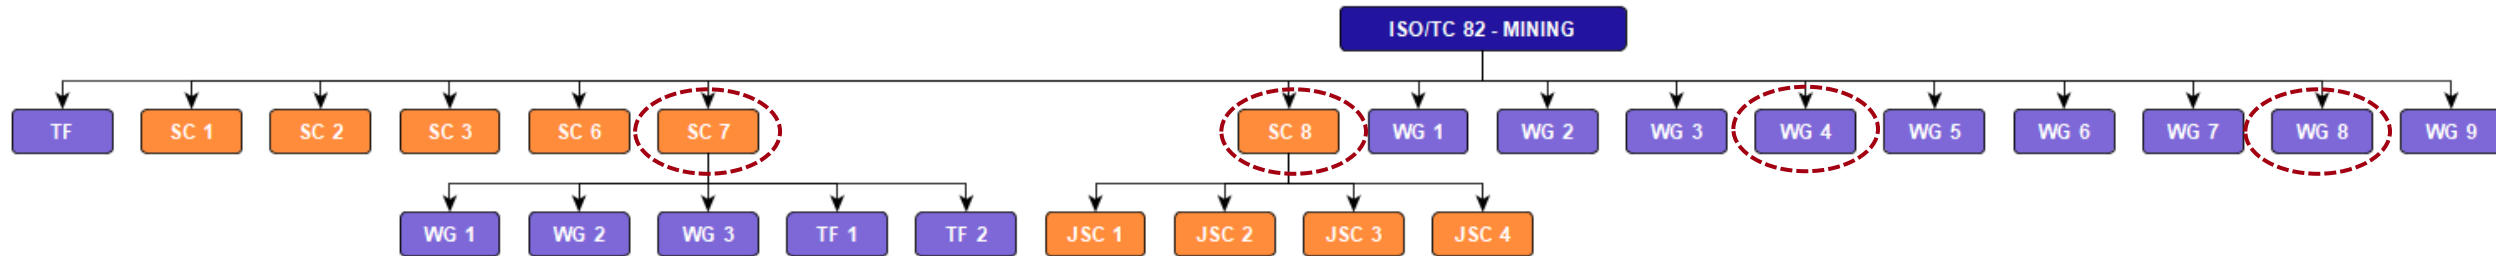 ISO/TC 82 - MINING
TF
SC 1
SC 2
SC 3
SC 6
SC 7
SC 8
WG 1
WG 2
WG 3
WG 4
WG 5
WG 6
WG 7
WG 8
WG 9
WG 1
WG 2
WG 3
TF 1
TF 2
JSC 1
JSC 2
JSC 3
JSC 4